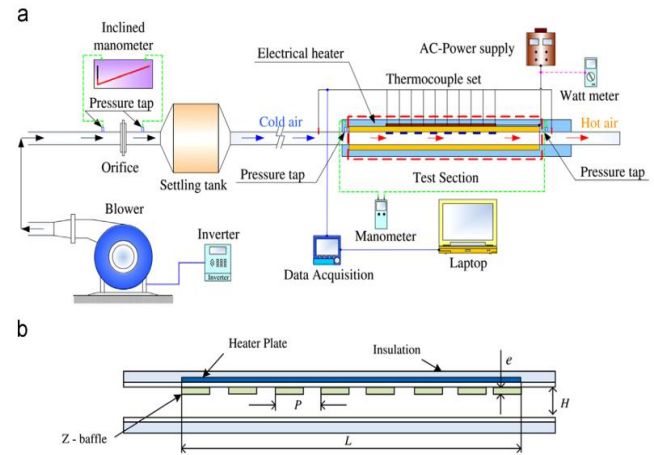 a
Inclined
manometer
Pressure tap
Orifice
Settling tank
Blower
Inverter
Inverter
Cold air
Electrical heater
Thermocouple set
AC-Power supply
Watt meter
Hot air
Pressure tap
Test Section
Pressure tap
Manometer
Data Acquisition
Laptop
b
Heater Plate
Insulation
e
P
H
Z - baffle
L